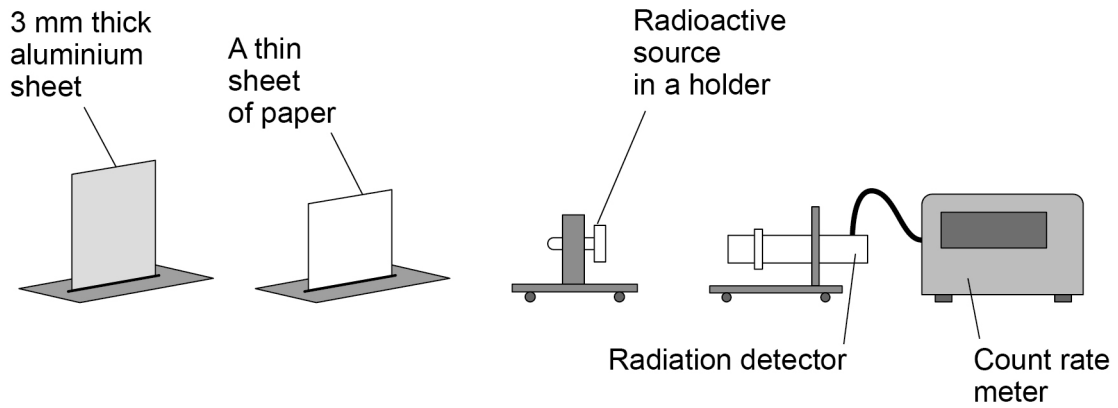 3 mm thick
aluminium
sheet
A thin
sheet
of paper
Radioactive
source
in a holder
Radiation detector
Count rate
meter